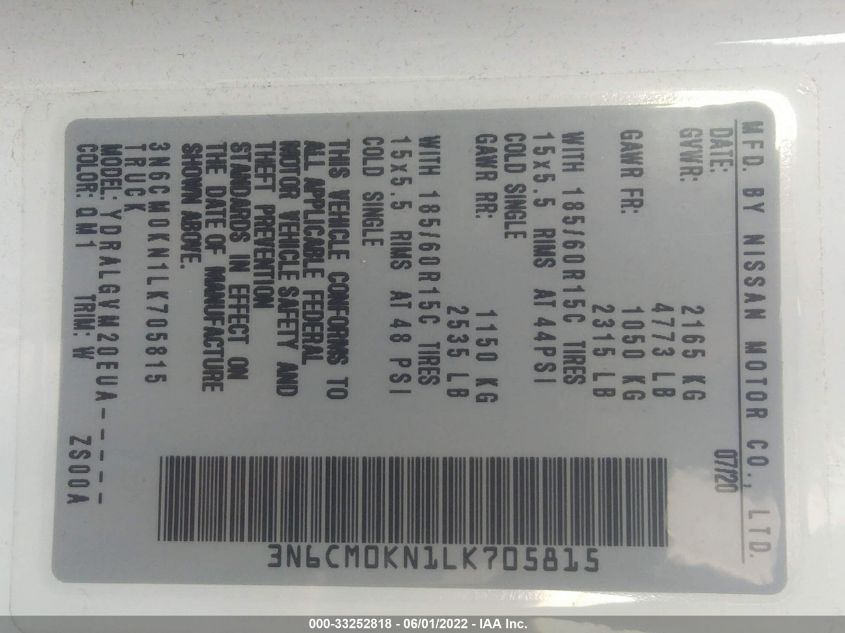 MFD. BY NISSAN MOTOR CO., LTD.
DATE: 07/20
GVWR: 2165 KG
4773 LB
GAWR FR: 1050 KG
2315 LB
WITH 185/60R15C TIRES
15x5.5 RIMS AT 44PSI
COLD SINGLE
GAWR RR: 1150 KG
2535 LB
WITH 185/60R15C TIRES
15x5.5 RIMS AT 48 PSI
COLD SINGLE
THIS VEHICLE CONFORMS TO
ALL APPLICABLE FEDERAL
MOTOR VEHICLE SAFETY AND
THEFT PREVENTION
STANDARDS IN EFFECT ON
THE DATE OF MANUFACTURE
SHOWN ABOVE.
3N6CM0KN1LK705815
TRUCK
MODEL: YDRALGVM20EUA-----
COLOR: QM1 TRIM: W ZS00A
3N6CM0KN1LK705815
000-33252818 - 06/01/2022 - IAA Inc.